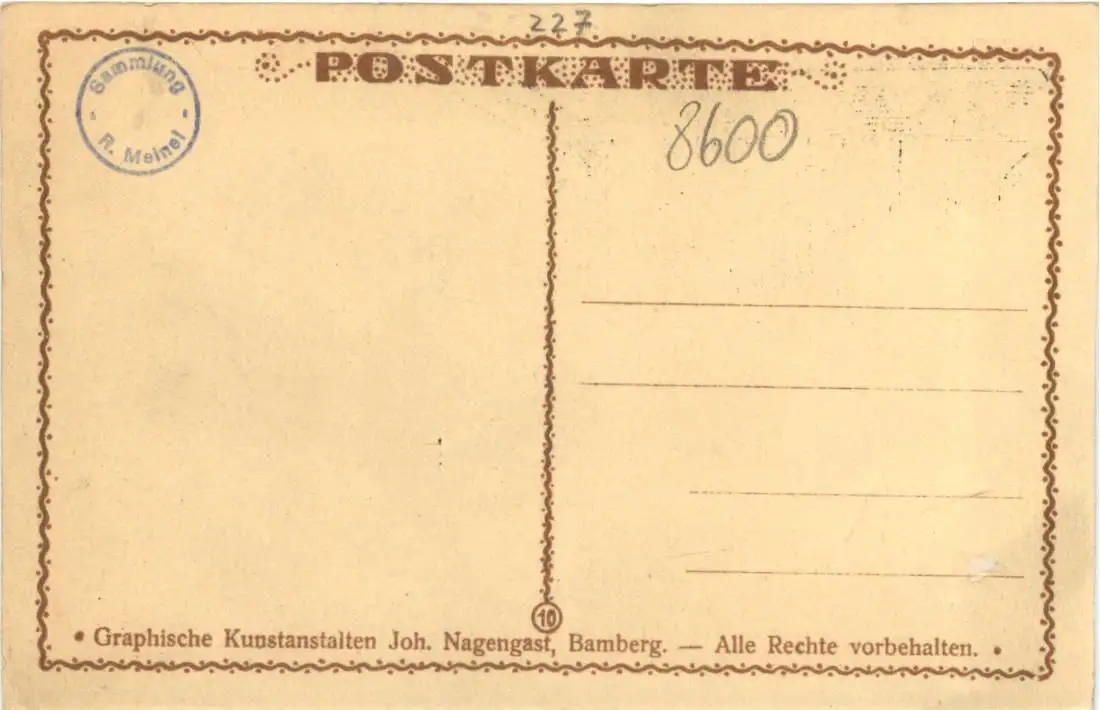 227
POSTKARTE
Sammlung
R. Meinel
8600
10
• Graphische Kunstanstalten Joh. Nagengast, Bamberg. — Alle Rechte vorbehalten. •